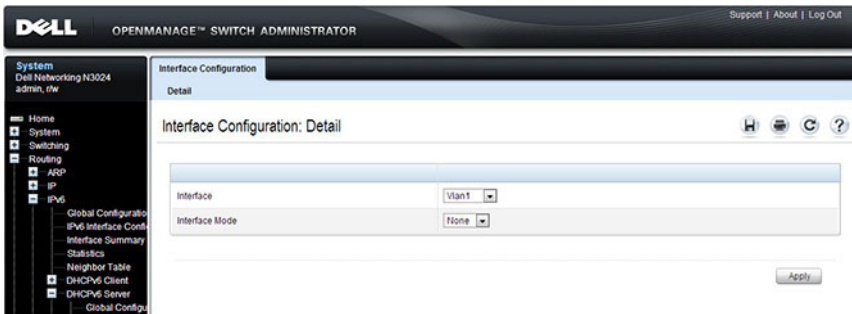 DELL OPENMANAGE™ SWITCH ADMINISTRATOR
Support | About | Log Out
System
Dell Networking N3024
admin, r/w
Home
System
Switching
Routing
ARP
IP
IPv6
Global Configuratio
IPv6 Interface Confi
Interface Summary
Statistics
Neighbor Table
DHCPv6 Client
DHCPv6 Server
Global Configu
Interface Configuration
Detail
Interface Configuration: Detail
Interface Vlan1
Interface Mode None
Apply